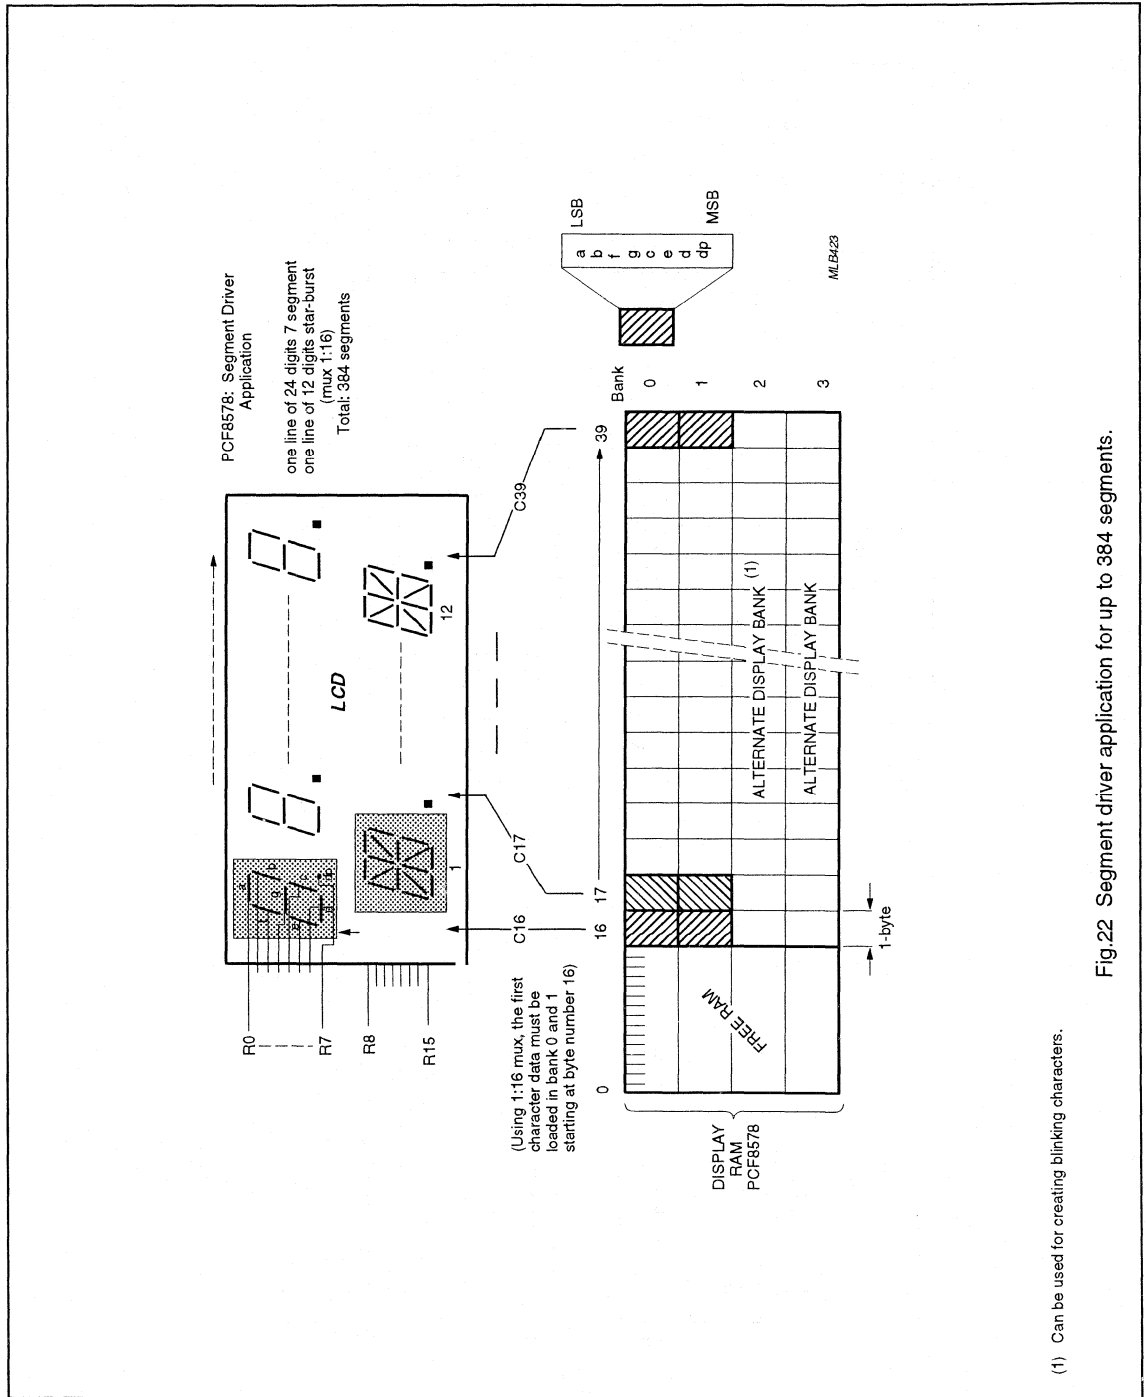 PCF8578: Segment Driver
Application
one line of 24 digits 7 segment
one line of 12 digits star-burst
(mux 1:16)
Total: 384 segments
R0
R7
R8
R15
a
b
LCD
1
12
C16
C17
C39
(Using 1:16 mux, the first
character data must be
loaded in bank 0 and 1
starting at byte number 16)
0
16
17
39
Bank
0
1
2
3
DISPLAY
RAM
PCF8578
FREE RAM
ALTERNATE DISPLAY BANK (1)
ALTERNATE DISPLAY BANK
1-byte
LSB
a
b
f
g
c
e
d
dp
MSB
MLB423
(1) Can be used for creating blinking characters.
Fig.22 Segment driver application for up to 384 segments.